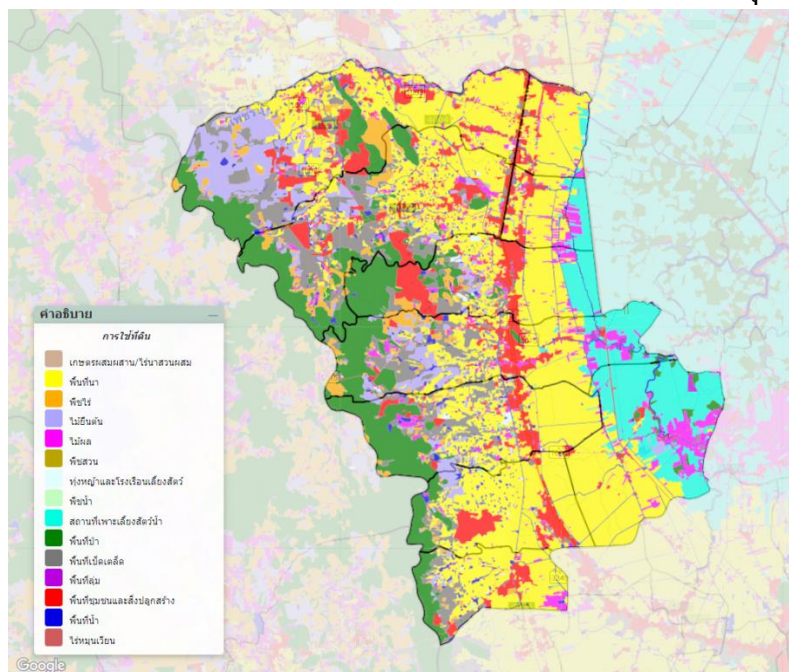 คำอธิบาย
การใช้ที่ดิน
เกษตรผสมผสาน/ไร่นาสวนผสม
พื้นที่นา
พืชไร่
ไม้ยืนต้น
ไม้ผล
พืชสวน
ทุ่งหญ้าและโรงเรือนเลี้ยงสัตว์
พืชน้ำ
สถานที่เพาะเลี้ยงสัตว์น้ำ
พื้นที่ป่า
พื้นที่เบ็ดเตล็ด
พื้นที่ลุ่ม
พื้นที่ชุมชนและสิ่งปลูกสร้าง
พื้นที่น้ำ
ไร่หมุนเวียน
Google